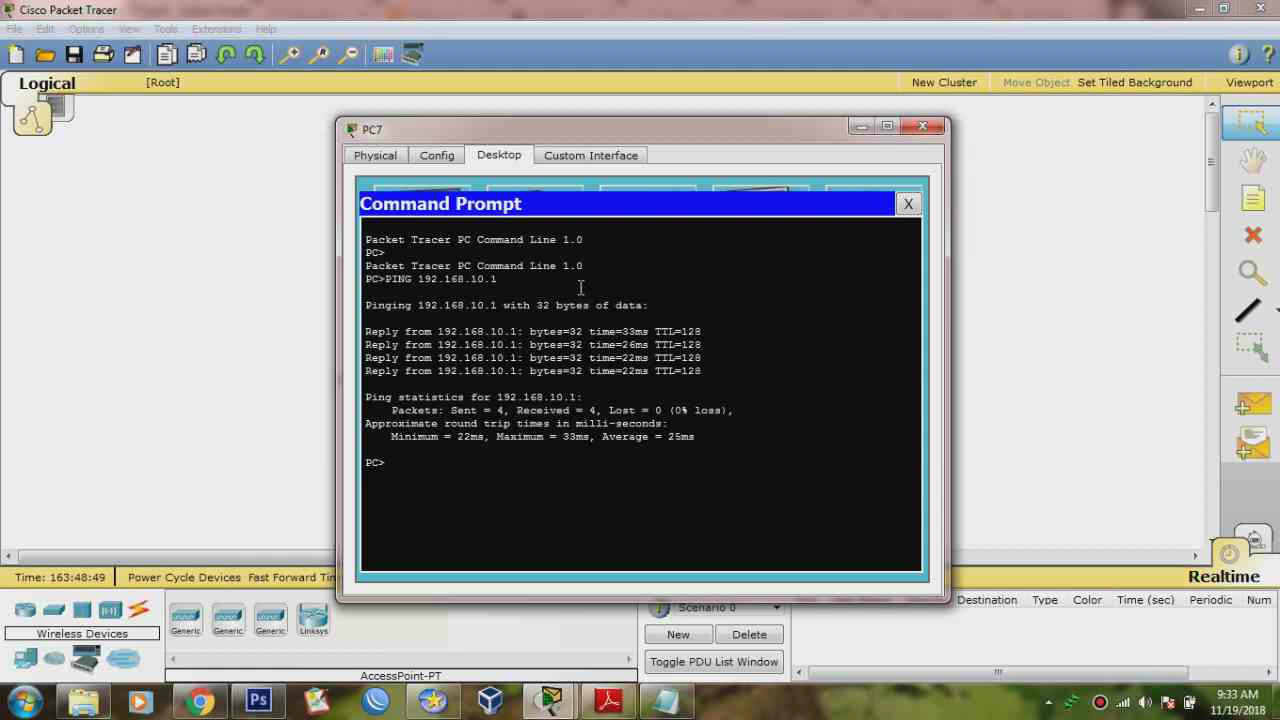 Cisco Packet Tracer
File Edit Options View Tools Extensions Help
Logical [Root] New Cluster Move Object Set Tiled Background Viewport
PC7
Physical Config Desktop Custom Interface
Command Prompt X
Packet Tracer PC Command Line 1.0
PC>
Packet Tracer PC Command Line 1.0
PC>PING 192.168.10.1
Pinging 192.168.10.1 with 32 bytes of data:
Reply from 192.168.10.1: bytes=32 time=33ms TTL=128
Reply from 192.168.10.1: bytes=32 time=26ms TTL=128
Reply from 192.168.10.1: bytes=32 time=22ms TTL=128
Reply from 192.168.10.1: bytes=32 time=22ms TTL=128
Ping statistics for 192.168.10.1:
Packets: Sent = 4, Received = 4, Lost = 0 (0% loss),
Approximate round trip times in milli-seconds:
Minimum = 22ms, Maximum = 33ms, Average = 25ms
PC>
Time: 163:48:49 Power Cycle Devices Fast Forward Tim
Realtime
Scenario 0
Destination Type Color Time (sec) Periodic Num
Generic Generic Generic Linksys
Wireless Devices
New Delete
Toggle PDU List Window
AccessPoint-PT
Ps
9:33 AM
11/19/2018